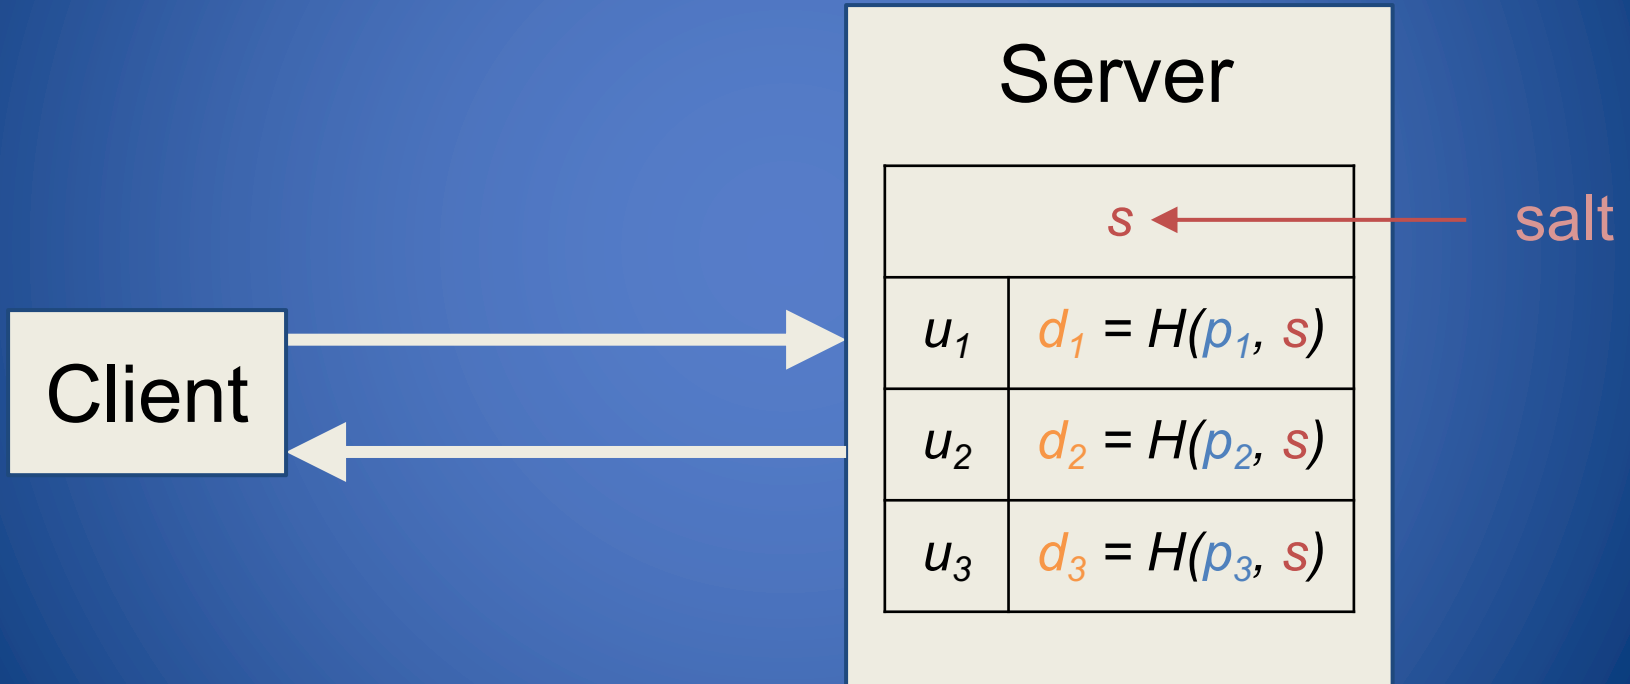 Server
s
salt
u₁ d₁ = H(p₁, s)
Client
u₂ d₂ = H(p₂, s)
u₃ d₃ = H(p₃, s)